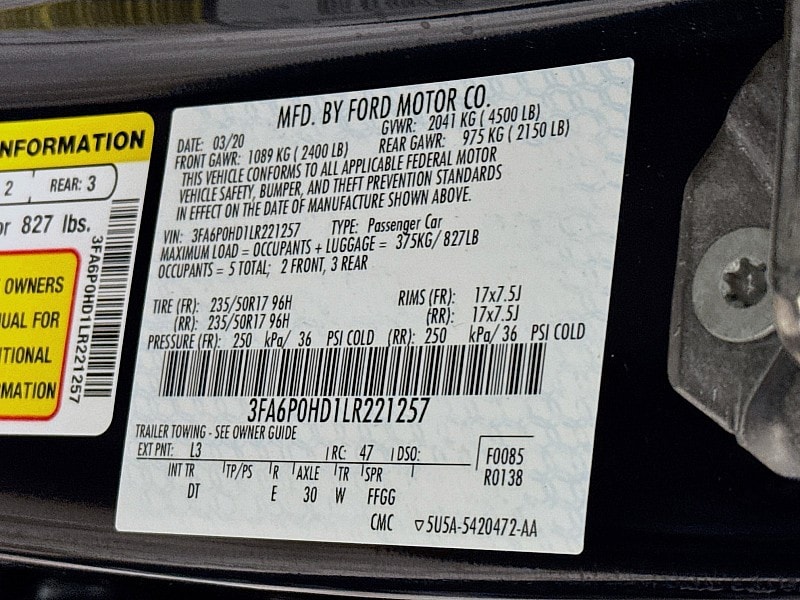 NFORMATION
2 REAR: 3
or 827 lbs.
3FA6P0HD1LR221257
OWNERS
UAL FOR
ITIONAL
MATION
MFD. BY FORD MOTOR CO.
DATE: 03/20 GVWR: 2041 KG ( 4500 LB)
FRONT GAWR: 1089 KG ( 2400 LB) REAR GAWR: 975 KG ( 2150 LB)
THIS VEHICLE CONFORMS TO ALL APPLICABLE FEDERAL MOTOR
VEHICLE SAFETY, BUMPER, AND THEFT PREVENTION STANDARDS
IN EFFECT ON THE DATE OF MANUFACTURE SHOWN ABOVE.
VIN: 3FA6P0HD1LR221257 TYPE: Passenger Car
MAXIMUM LOAD = OCCUPANTS + LUGGAGE = 375KG/ 827LB
OCCUPANTS = 5 TOTAL; 2 FRONT, 3 REAR
TIRE (FR): 235/50R17 96H RIMS (FR): 17x7.5J
(RR): 235/50R17 96H (RR): 17x7.5J
PRESSURE (FR): 250 kPa/ 36 PSI COLD (RR): 250 kPa/ 36 PSI COLD
3FA6P0HD1LR221257
TRAILER TOWING - SEE OWNER GUIDE
EXT PNT: L3 RC: 47 DSO: F0085
R0138
INT TR TP/PS R AXLE TR SPR
DT E 30 W FFGG
CMC ▽5U5A-5420472-AA